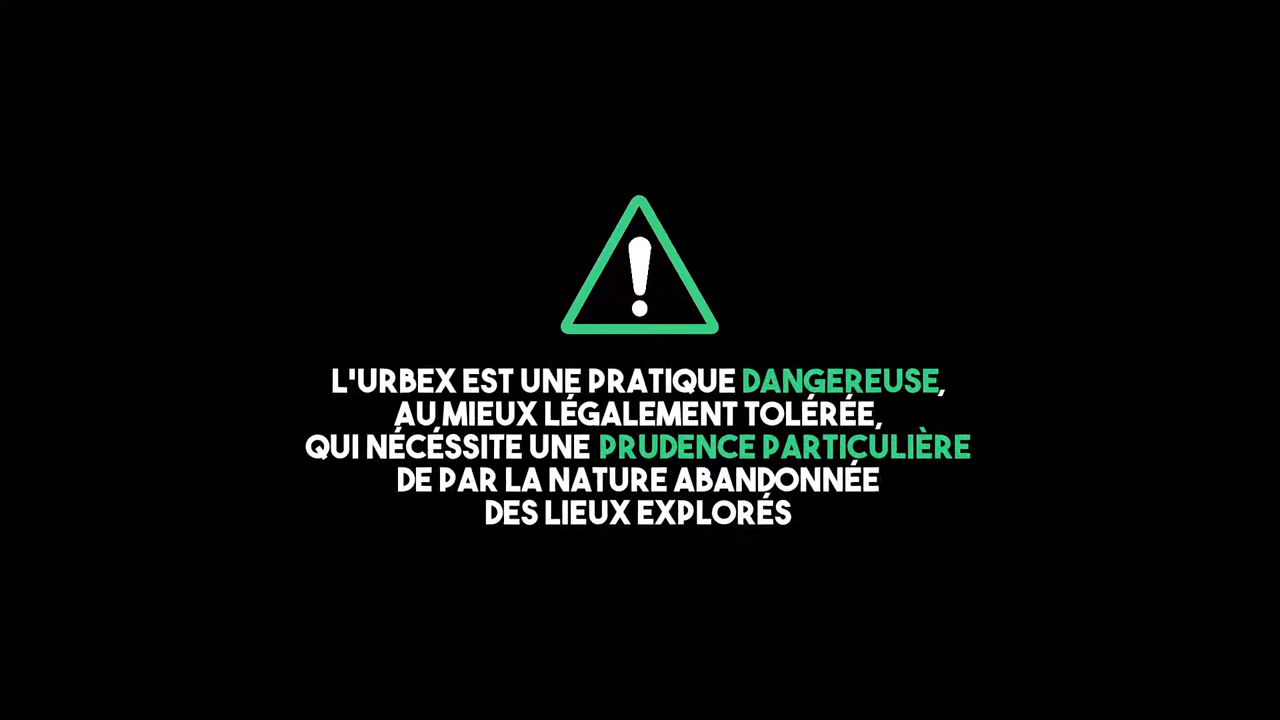 L'URBEX EST UNE PRATIQUE DANGEREUSE,
AU MIEUX LÉGALEMENT TOLÉRÉE,
QUI NÉCÉSSITE UNE PRUDENCE PARTICULIÈRE
DE PAR LA NATURE ABANDONNÉE
DES LIEUX EXPLORÉS